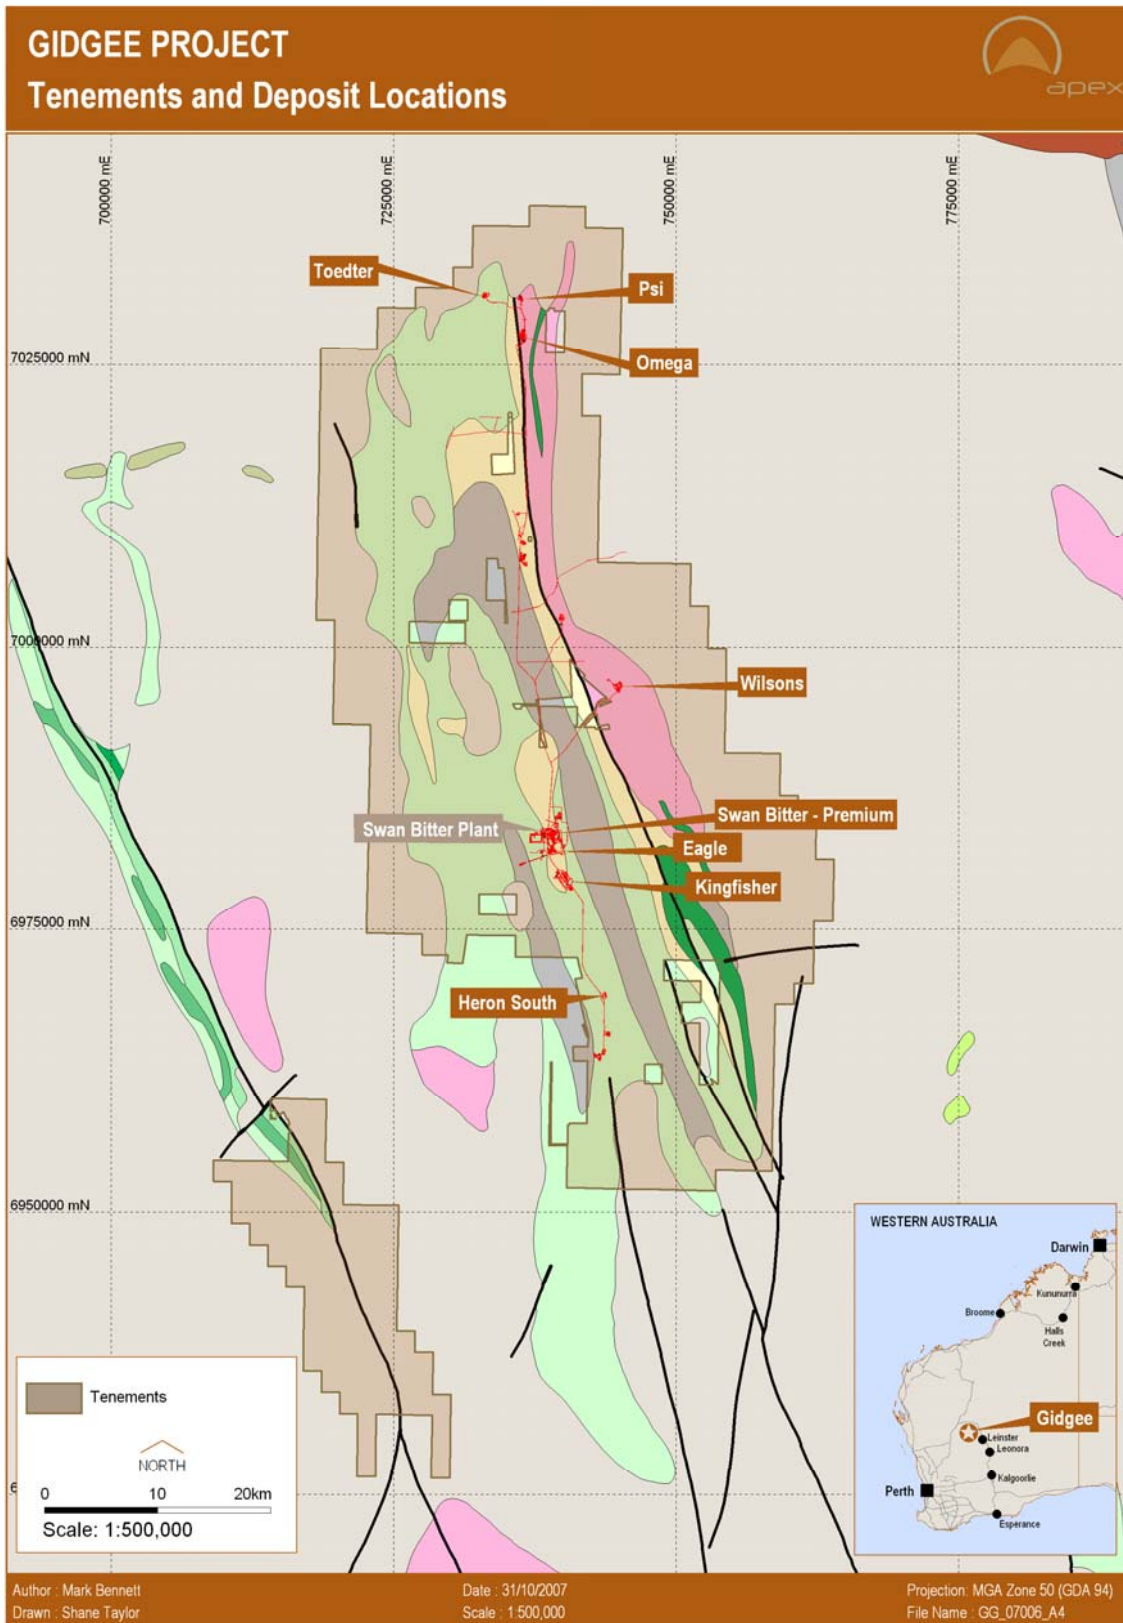 GIDGEE PROJECT
Tenements and Deposit Locations
apex
700000 mE
725000 mE
750000 mE
775000 mE
Toedter
Psi
Omega
7025000 mN
7000000 mN
Wilsons
Swan Bitter - Premium
Swan Bitter Plant
Eagle
Kingfisher
6975000 mN
Heron South
6950000 mN
WESTERN AUSTRALIA
Darwin
Kununurra
Broome
Halls
Creek
Gidgee
Leinster
Leonora
Kalgoorlie
Perth
Esperance
Tenements
NORTH
0 10 20km
Scale: 1:500,000
Author : Mark Bennett
Date : 31/10/2007
Projection: MGA Zone 50 (GDA 94)
Drawn : Shane Taylor
Scale : 1:500,000
File Name : GG_07006_A4